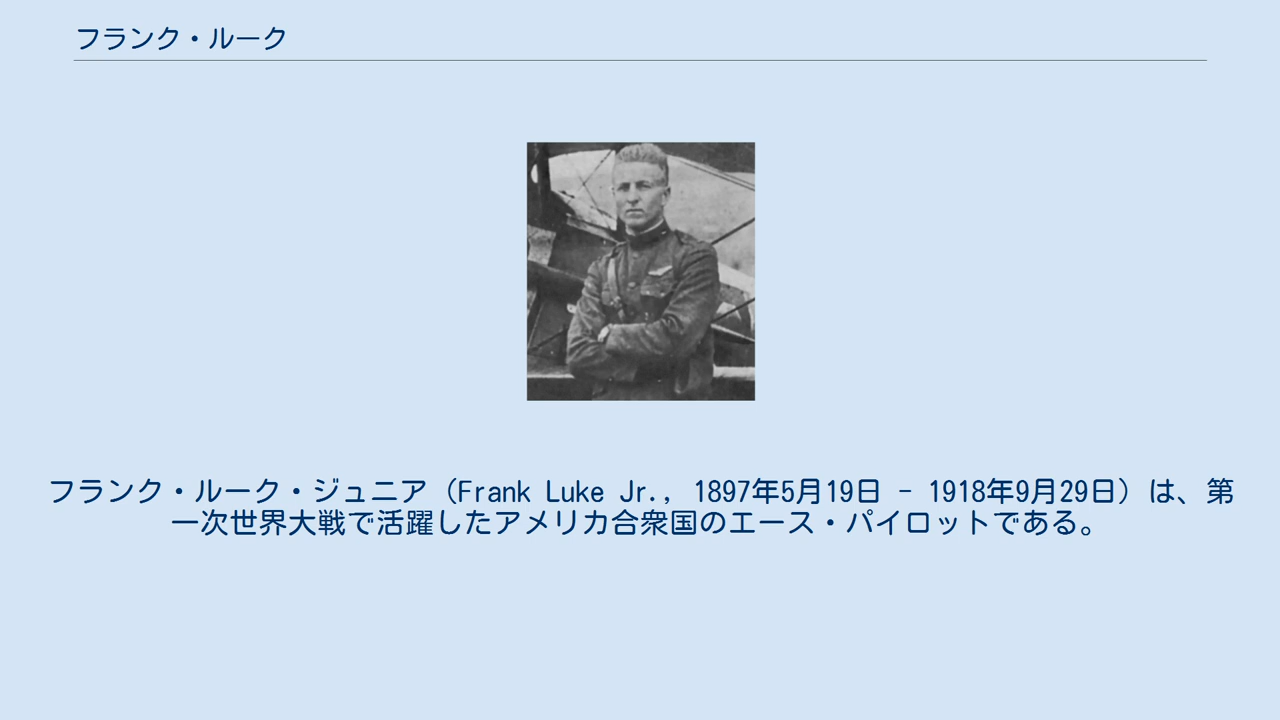 フランク・ルーク
フランク・ルーク・ジュニア（Frank Luke Jr., 1897年5月19日 - 1918年9月29日）は、第
一次世界大戦で活躍したアメリカ合衆国のエース・パイロットである。